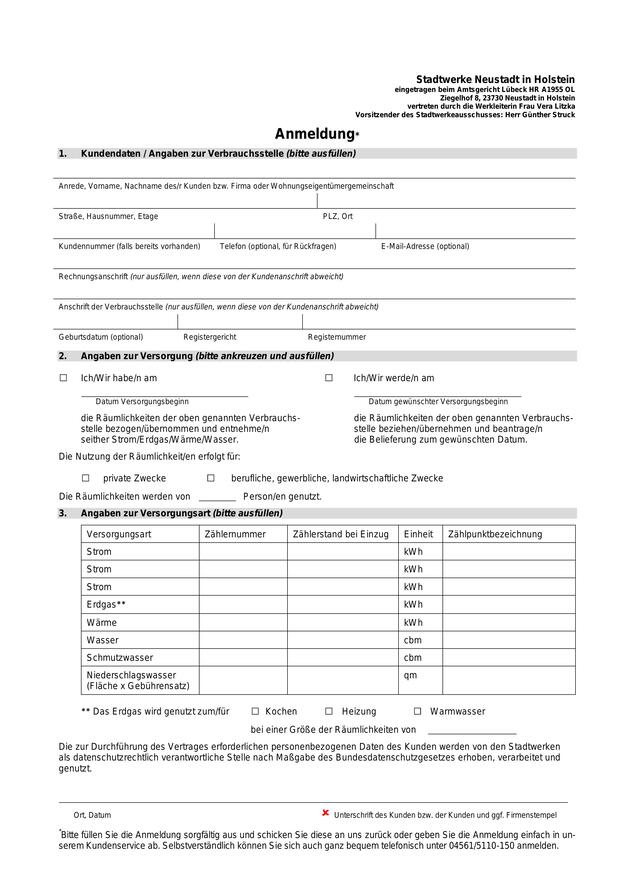 Stadtwerke Neustadt in Holstein
eingetragen beim Amtsgericht Lübeck HR A1955 OL
Ziegelhof 8, 23730 Neustadt in Holstein
vertreten durch die Werkleiterin Frau Vera Litzka
Vorsitzender des Stadtwerkeausschusses: Herr Günther Struck
Anmeldung*
1. Kundendaten / Angaben zur Verbrauchsstelle (bitte ausfüllen)
Anrede, Vorname, Nachname des/r Kunden bzw. Firma oder Wohnungseigentümergemeinschaft
Straße, Hausnummer, Etage PLZ, Ort
Kundennummer (falls bereits vorhanden) Telefon (optional, für Rückfragen) E-Mail-Adresse (optional)
Rechnungsanschrift (nur ausfüllen, wenn diese von der Kundenanschrift abweicht)
Anschrift der Verbrauchsstelle (nur ausfüllen, wenn diese von der Kundenanschrift abweicht)
Geburtsdatum (optional) Registergericht Registernummer
2. Angaben zur Versorgung (bitte ankreuzen und ausfüllen)
☐ Ich/Wir habe/n am ☐ Ich/Wir werde/n am
Datum Versorgungsbeginn Datum gewünschter Versorgungsbeginn
die Räumlichkeiten der oben genannten Verbrauchs- die Räumlichkeiten der oben genannten Verbrauchs-
stelle bezogen/übernommen und entnehme/n stelle beziehen/übernehmen und beantrage/n
seither Strom/Erdgas/Wärme/Wasser. die Belieferung zum gewünschten Datum.
Die Nutzung der Räumlichkeit/en erfolgt für:
☐ private Zwecke ☐ berufliche, gewerbliche, landwirtschaftliche Zwecke
Die Räumlichkeiten werden von ________ Person/en genutzt.
3. Angaben zur Versorgungsart (bitte ausfüllen)
Versorgungsart Zählernummer Zählerstand bei Einzug Einheit Zählpunktbezeichnung
Strom kWh
Strom kWh
Strom kWh
Erdgas** kWh
Wärme kWh
Wasser cbm
Schmutzwasser cbm
Niederschlagswasser qm
(Fläche x Gebührensatz)
** Das Erdgas wird genutzt zum/für ☐ Kochen ☐ Heizung ☐ Warmwasser
bei einer Größe der Räumlichkeiten von ________
Die zur Durchführung des Vertrages erforderlichen personenbezogenen Daten des Kunden werden von den Stadtwerken
als datenschutzrechtlich verantwortliche Stelle nach Maßgabe des Bundesdatenschutzgesetzes erhoben, verarbeitet und
genutzt.
Ort, Datum ✘ Unterschrift des Kunden bzw. der Kunden und ggf. Firmenstempel
*Bitte füllen Sie die Anmeldung sorgfältig aus und schicken Sie diese an uns zurück oder geben Sie die Anmeldung einfach in un-
serem Kundenservice ab. Selbstverständlich können Sie sich auch ganz bequem telefonisch unter 04561/5110-150 anmelden.